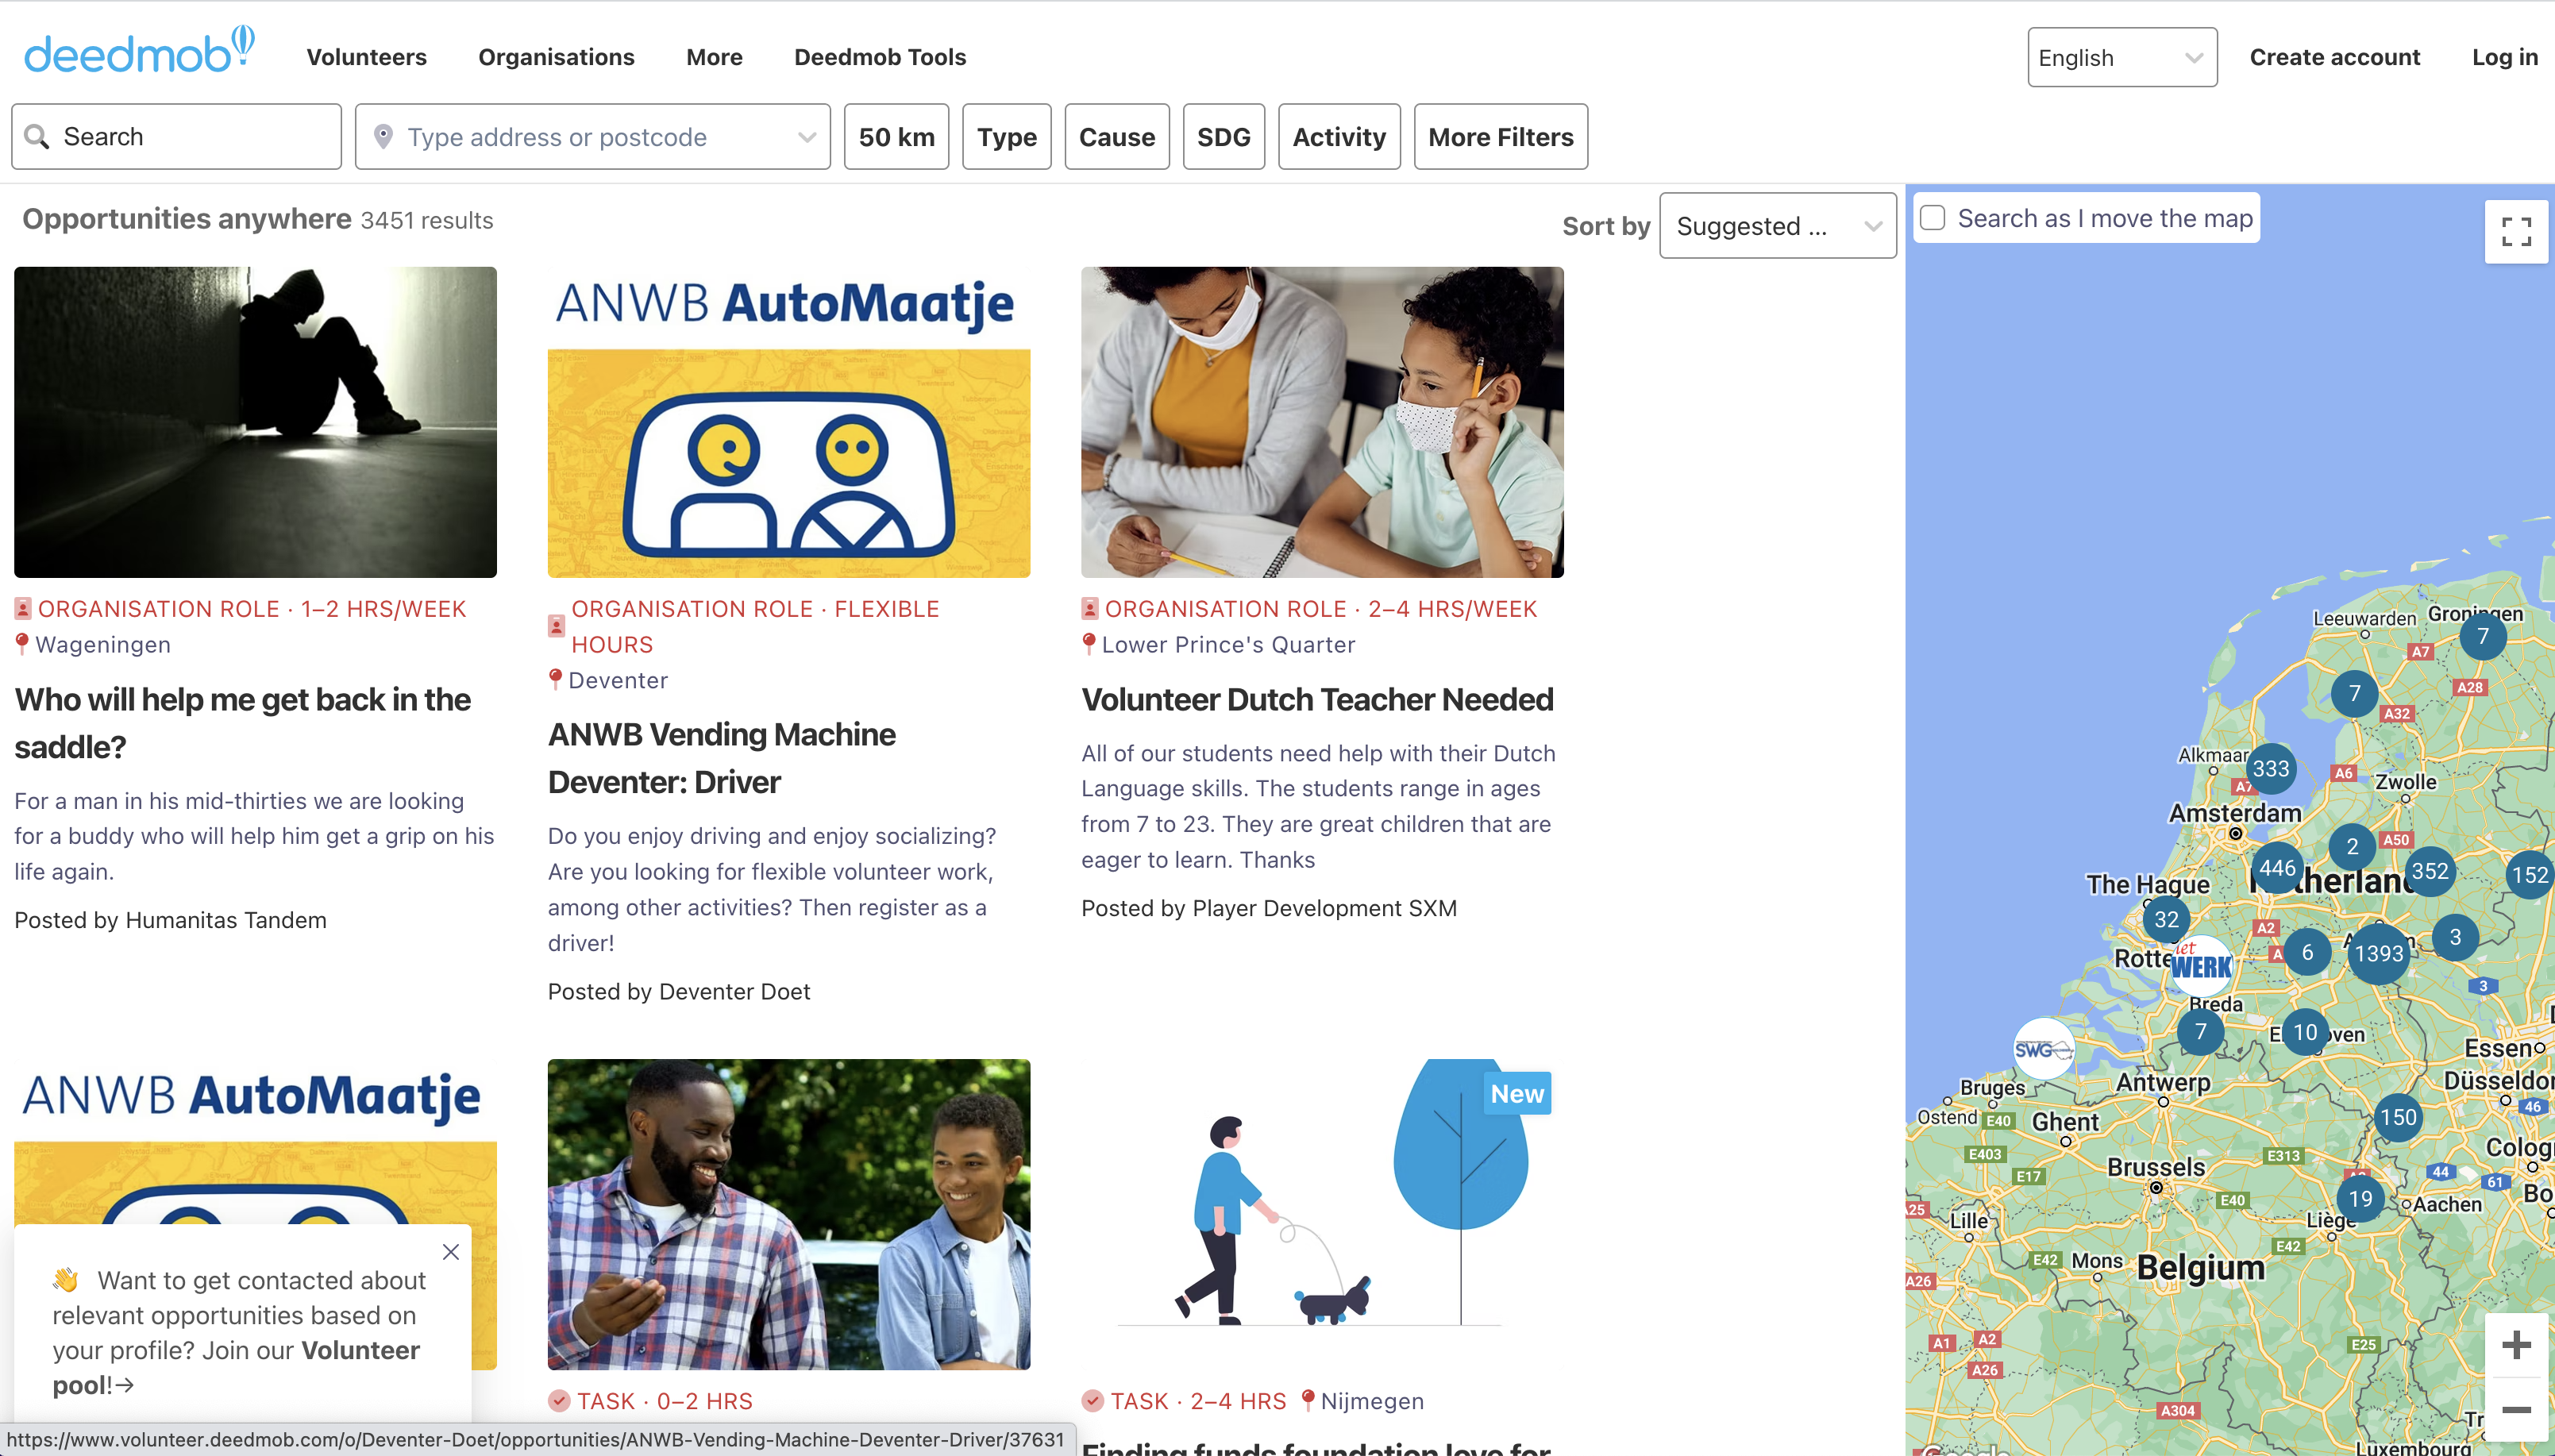 deedmob
Volunteers
Organisations
More
Deedmob Tools
English
Create account
Log in
Search
Type address or postcode
50 km
Type
Cause
SDG
Activity
More Filters
Opportunities anywhere 3451 results
Sort by
Suggested ...
ORGANISATION ROLE · 1–2 HRS/WEEK
Wageningen
Who will help me get back in the
saddle?
For a man in his mid-thirties we are looking
for a buddy who will help him get a grip on his
life again.
Posted by Humanitas Tandem
ANWB AutoMaatje
ORGANISATION ROLE · FLEXIBLE
HOURS
Deventer
ANWB Vending Machine
Deventer: Driver
Do you enjoy driving and enjoy socializing?
Are you looking for flexible volunteer work,
among other activities? Then register as a
driver!
Posted by Deventer Doet
ORGANISATION ROLE · 2–4 HRS/WEEK
Lower Prince's Quarter
Volunteer Dutch Teacher Needed
All of our students need help with their Dutch
Language skills. The students range in ages
from 7 to 23. They are great children that are
eager to learn. Thanks
Posted by Player Development SXM
ANWB AutoMaatje
Want to get contacted about
relevant opportunities based on
your profile? Join our Volunteer
pool!→
TASK · 0–2 HRS
New
TASK · 2–4 HRS
Nijmegen
Finding funds foundation love for
https://www.volunteer.deedmob.com/o/Deventer-Doet/opportunities/ANWB-Vending-Machine-Deventer-Driver/37631
Search as I move the map
Leeuwarden
Groningen
7
A7
A28
7
A32
Alkmaar
333
A7
A6
Zwolle
Amsterdam
2
A50
446
352
152
The Hague
32
A2
WERK
6
1393
3
3
Breda
7
10
SWG
Essen
Bruges
Antwerp
Ostend
E40
Ghent
150
46
E403
E17
E313
Brussels
44
61
19
E40
Aachen
Lille
Liège
E42
E42
Mons
Belgium
A26
A1
A2
A26
E25
A304
Luxembourg